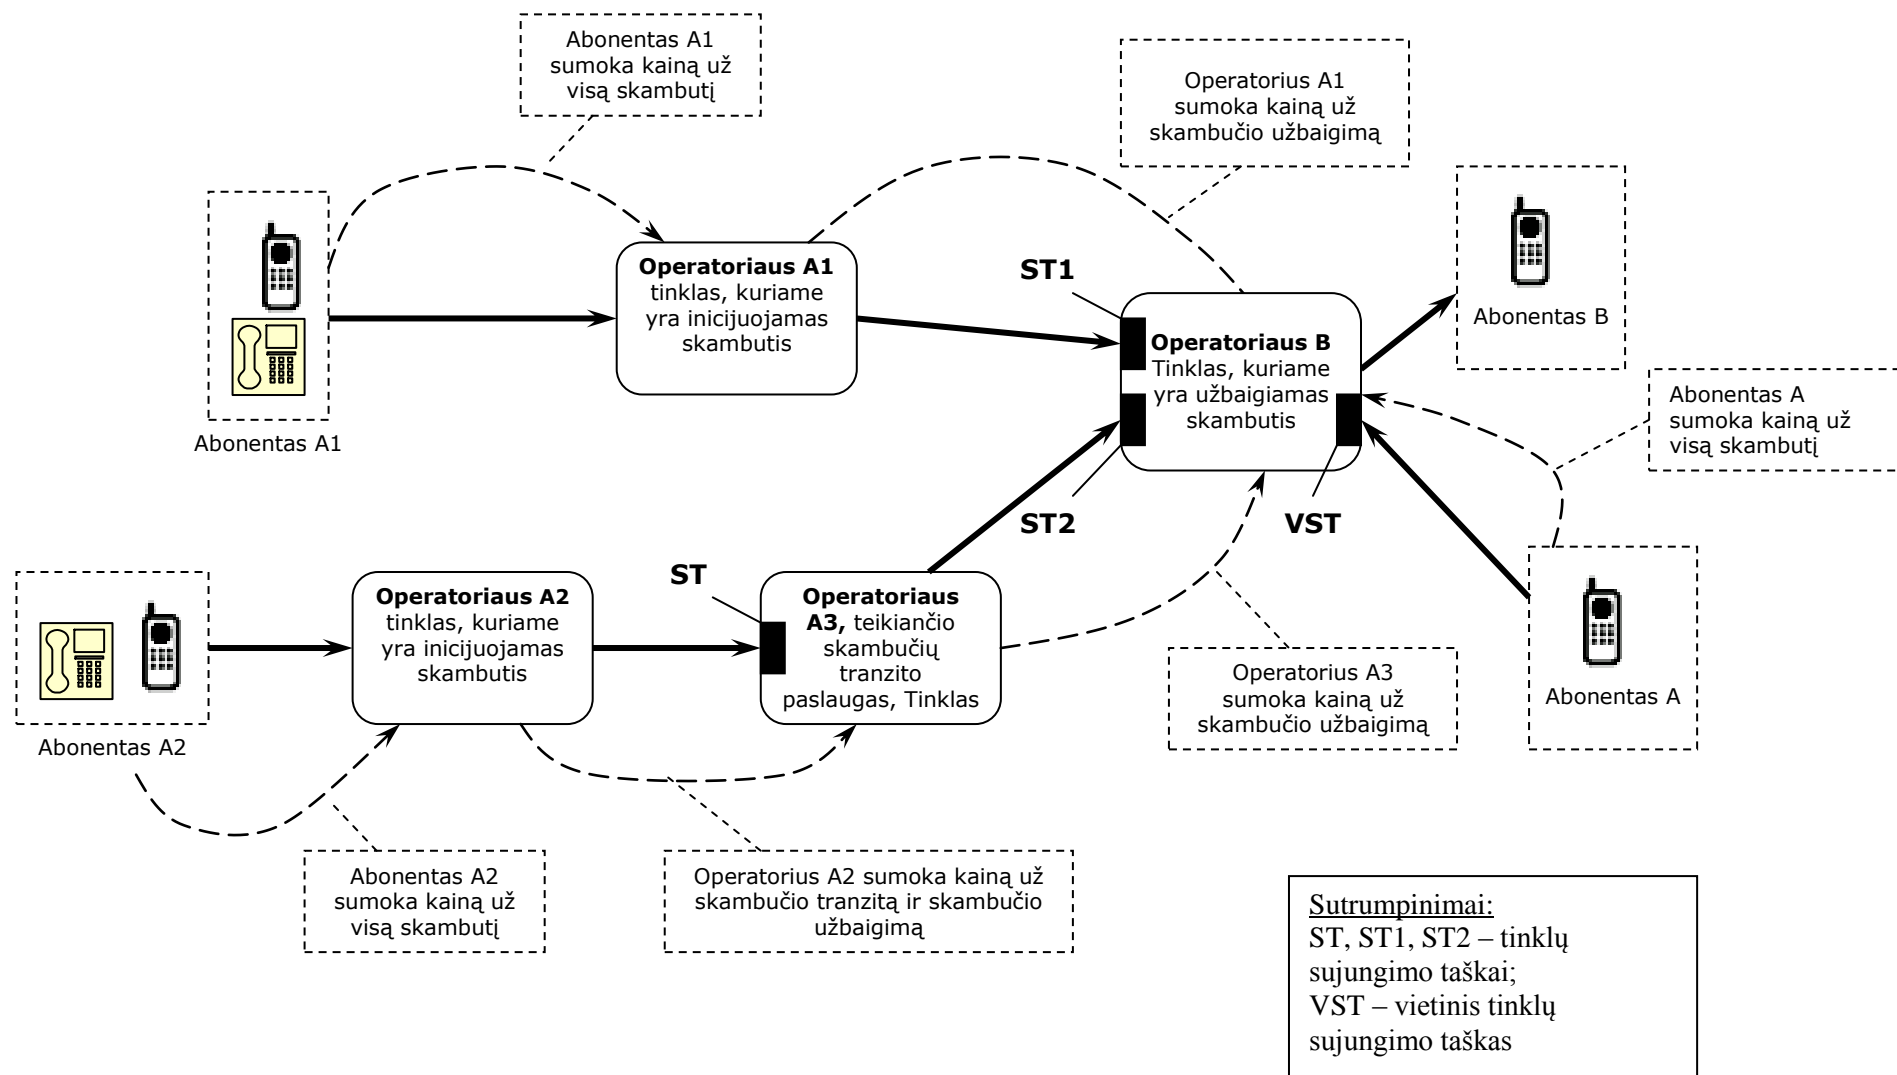 Abonentas A1
sumoka kainą už
visą skambutį
Operatorius A1
sumoka kainą už
skambučio užbaigimą
Operatoriaus A1
tinklas, kuriame
yra inicijuojamas
skambutis
ST1
Operatoriaus B
Tinklas, kuriame
yra užbaigiamas
skambutis
Abonentas B
Abonentas A1
Abonentas A
sumoka kainą už
visą skambutį
ST2
VST
ST
Operatoriaus A2
tinklas, kuriame
yra inicijuojamas
skambutis
Operatoriaus
A3, teikiančio
skambučių
tranzito
paslaugas, Tinklas
Operatorius A3
sumoka kainą už
skambučio užbaigimą
Abonentas A
Abonentas A2
Abonentas A2
sumoka kainą už
visą skambutį
Operatorius A2 sumoka kainą už
skambučio tranzitą ir skambučio
užbaigimą
Sutrumpinimai:
ST, ST1, ST2 – tinklų
sujungimo taškai;
VST – vietinis tinklų
sujungimo taškas